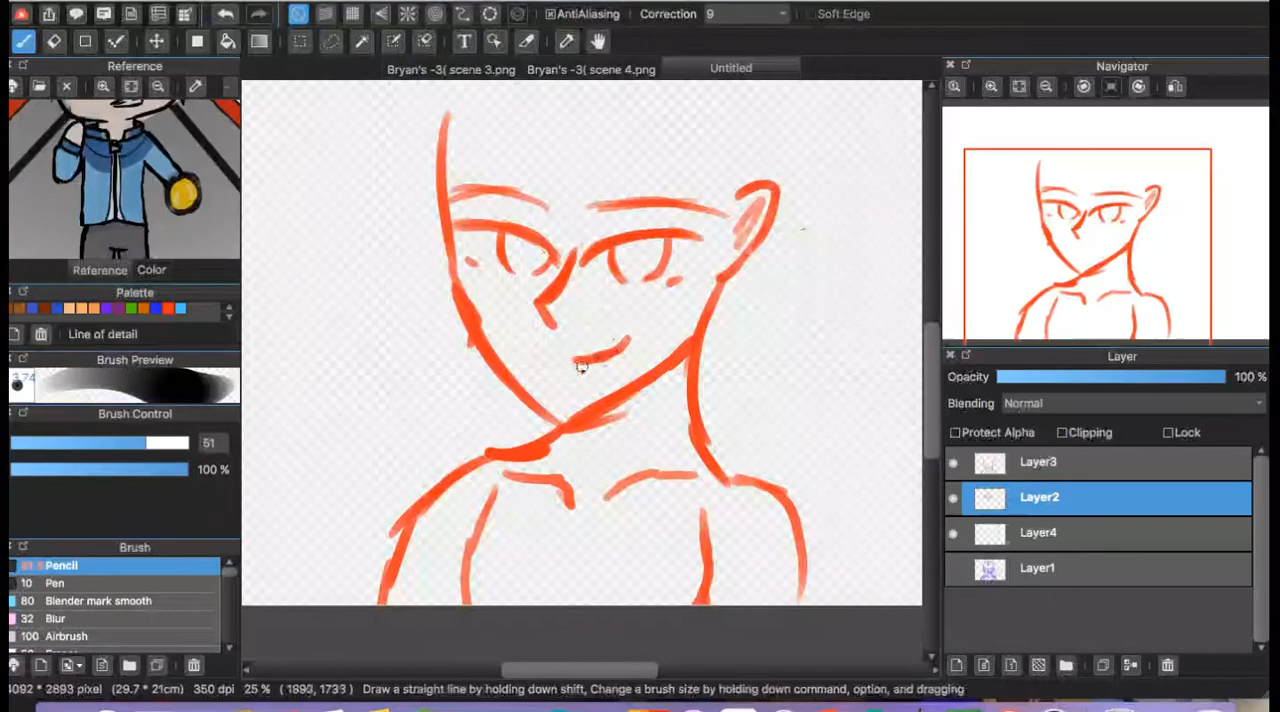 AntiAliasing Correction 9 Soft Edge
Reference
Bryan's -3( scene 3.png Bryan's -3( scene 4.png Untitled
Navigator
T
Reference Color
Palette
Line of detail
Brush Preview
Brush Control
51
100 %
Brush
Pencil
10 Pen
80 Blender mark smooth
32 Blur
100 Airbrush
Layer
Opacity 100 %
Blending Normal
Protect Alpha Clipping Lock
Layer3
Layer2
Layer4
Layer1
4092 * 2893 pixel (29.7 * 21cm) 350 dpi 25 % (1890, 1733) Draw a straight line by holding down shift, Change a brush size by holding down command, option, and dragging